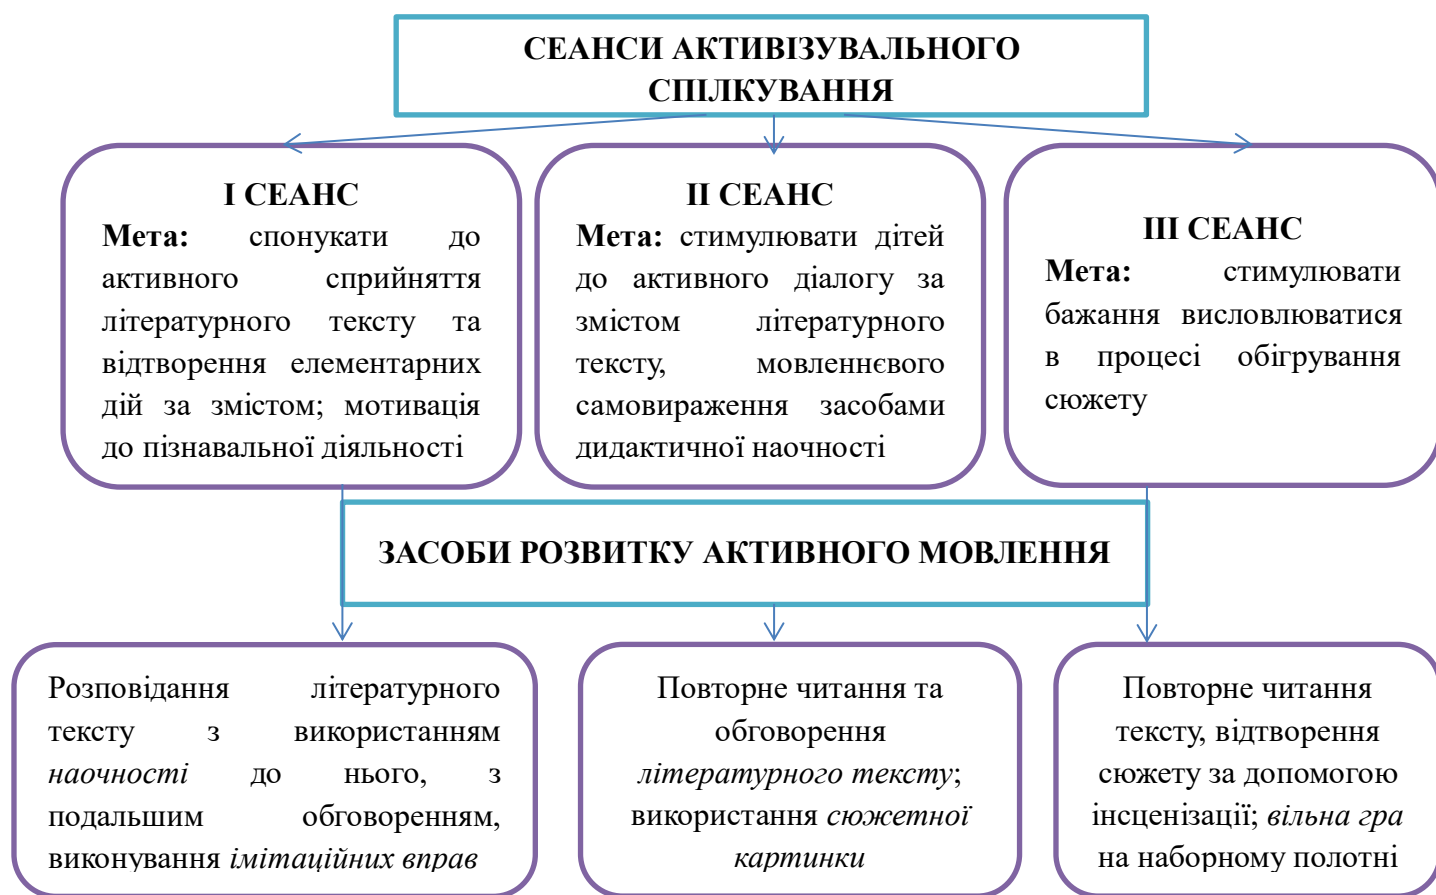 СЕАНСИ АКТИВІЗУВАЛЬНОГО
СПІЛКУВАННЯ
І СЕАНС
Мета: спонукати до
активного сприйняття
літературного тексту та
відтворення елементарних
дій за змістом; мотивація
до пізнавальної діяльності
ІІ СЕАНС
Мета: стимулювати дітей
до активного діалогу за
змістом літературного
тексту, мовленнєвого
самовираження засобами
дидактичної наочності
ІІІ СЕАНС
Мета: стимулювати
бажання висловлюватися
в процесі обігрування
сюжету
ЗАСОБИ РОЗВИТКУ АКТИВНОГО МОВЛЕННЯ
Розповідання літературного
тексту з використанням
наочності до нього, з
подальшим обговоренням,
виконування імітаційних вправ
Повторне читання та
обговорення
літературного тексту;
використання сюжетної
картинки
Повторне читання
тексту, відтворення
сюжету за допомогою
інсценізації; вільна гра
на наборному полотні